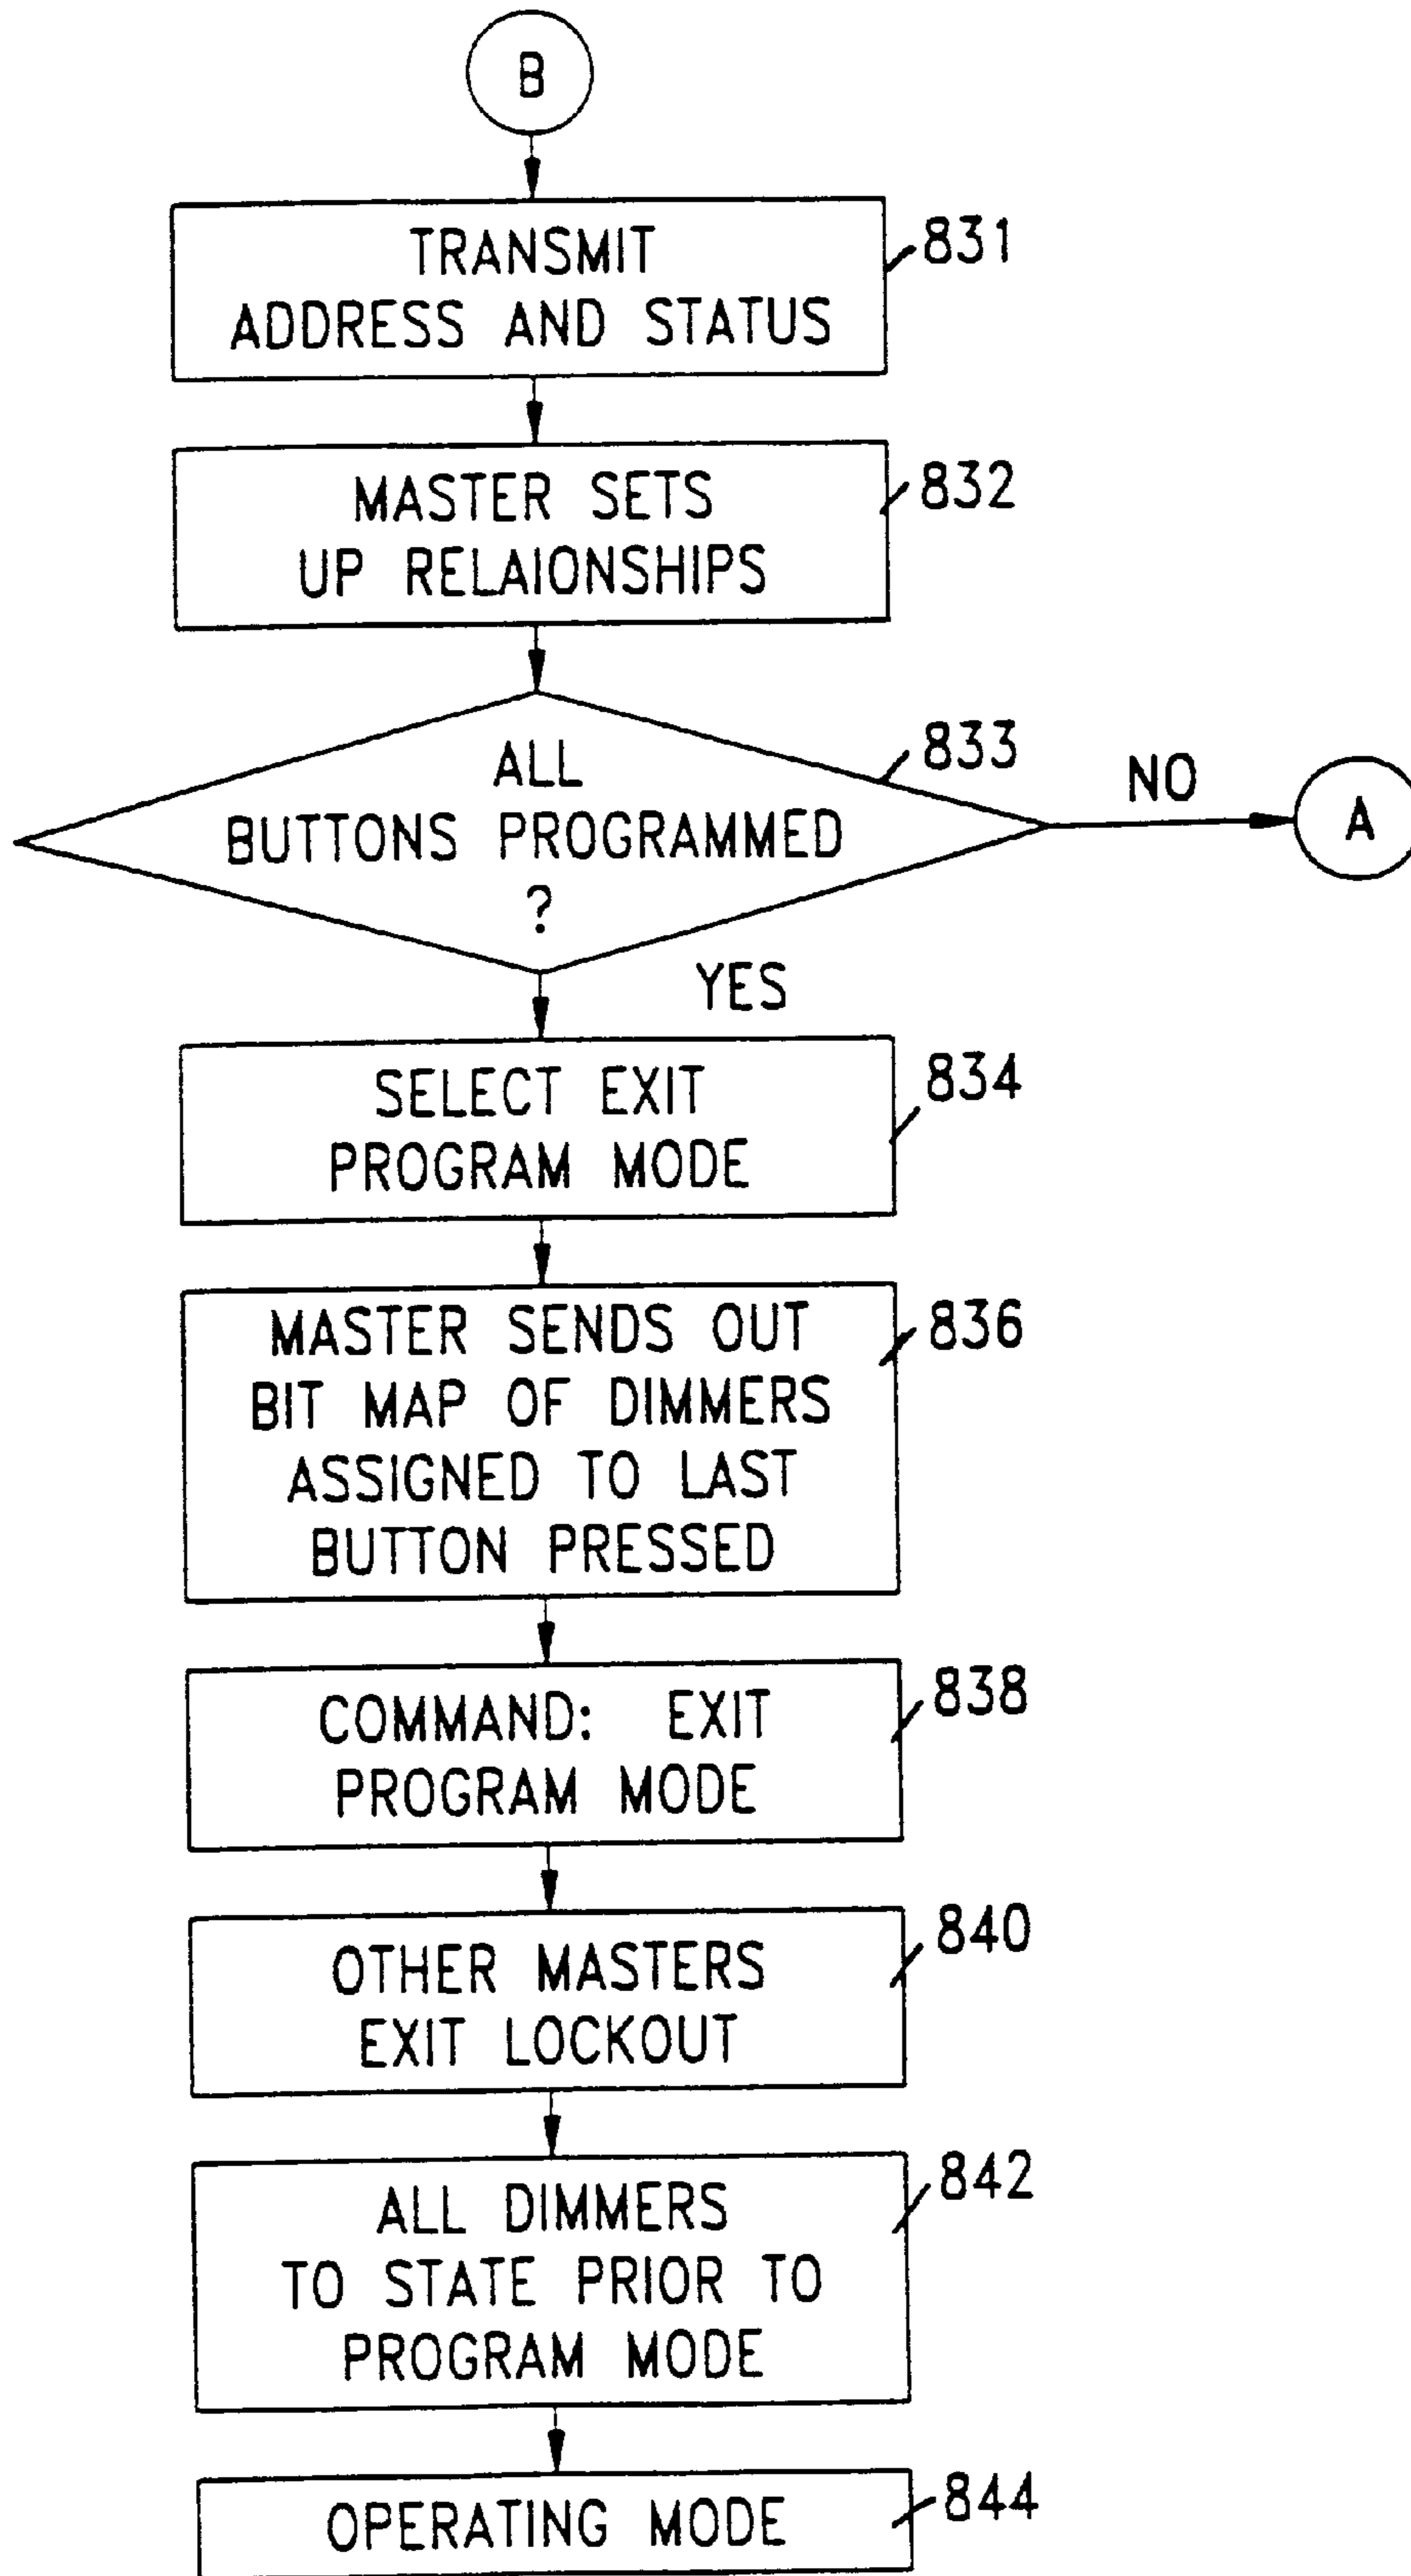 B
TRANSMIT
ADDRESS AND STATUS
831
MASTER SETS
UP RELAIONSHIPS
832
ALL
BUTTONS PROGRAMMED
?
833
NO
A
YES
SELECT EXIT
PROGRAM MODE
834
MASTER SENDS OUT
BIT MAP OF DIMMERS
ASSIGNED TO LAST
BUTTON PRESSED
836
COMMAND: EXIT
PROGRAM MODE
838
OTHER MASTERS
EXIT LOCKOUT
840
ALL DIMMERS
TO STATE PRIOR TO
PROGRAM MODE
842
OPERATING MODE
844